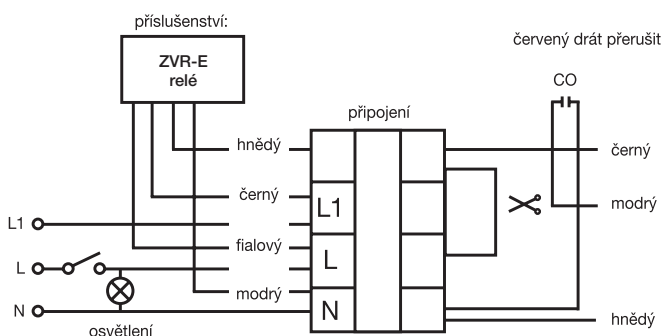 příslušenství:
ZVR-E
relé
červený drát přerušit
CO
připojení
hnědý
černý
černý
L1
modrý
L1
fialový
L
L
modrý
N
N
hnědý
osvětlení